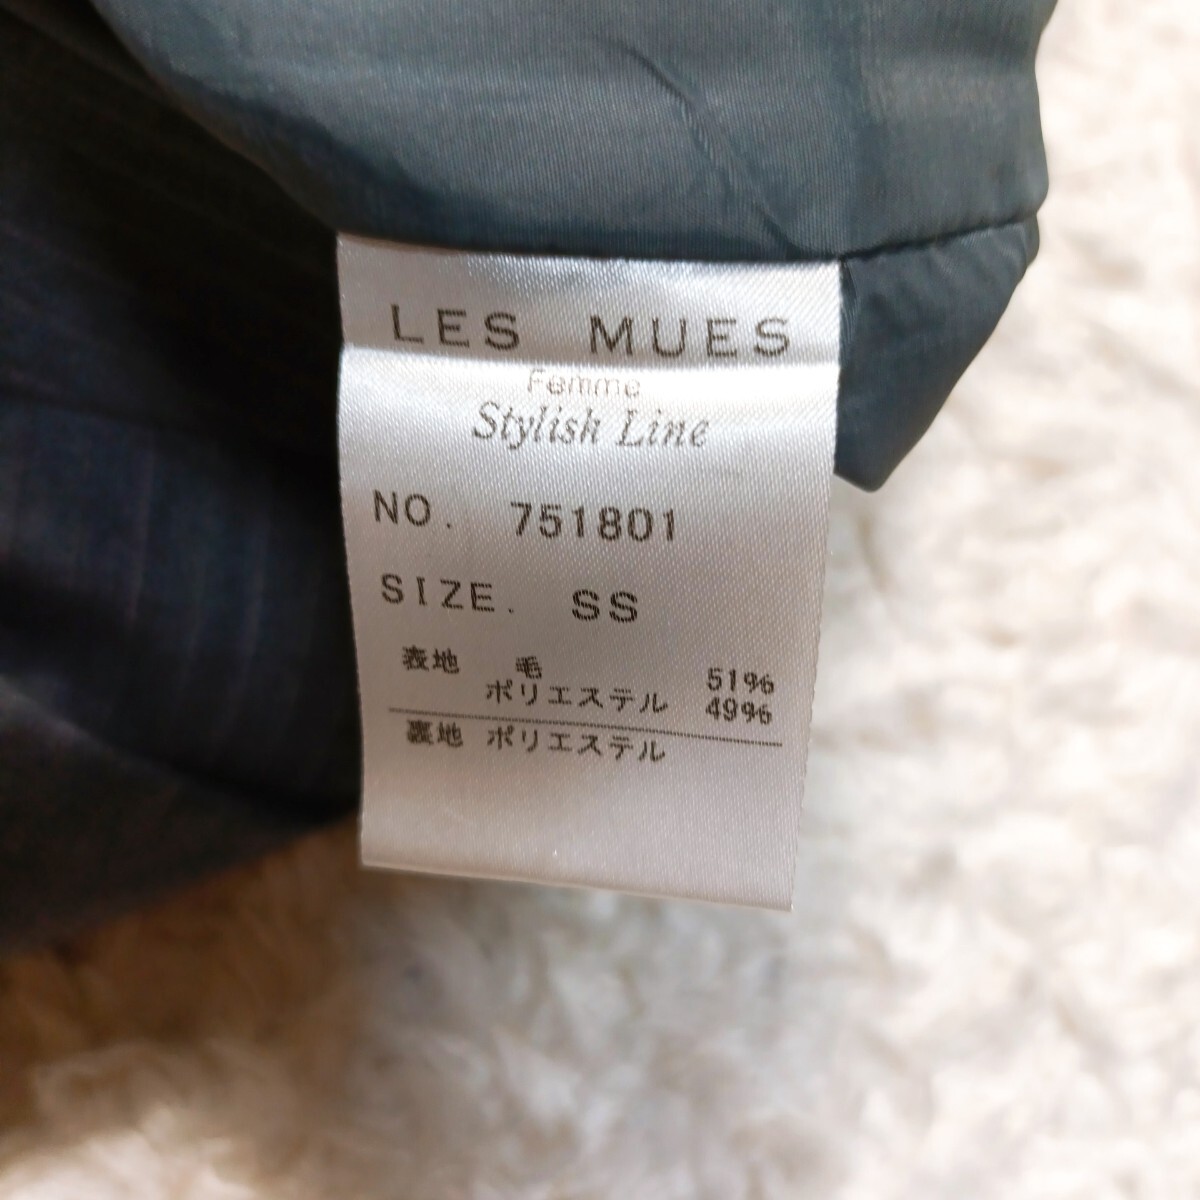 LES MUES
Femme
Stylish Line
NO. 751801
SIZE. SS
表地 毛 51%
ポリエステル 49%
裏地 ポリエステル